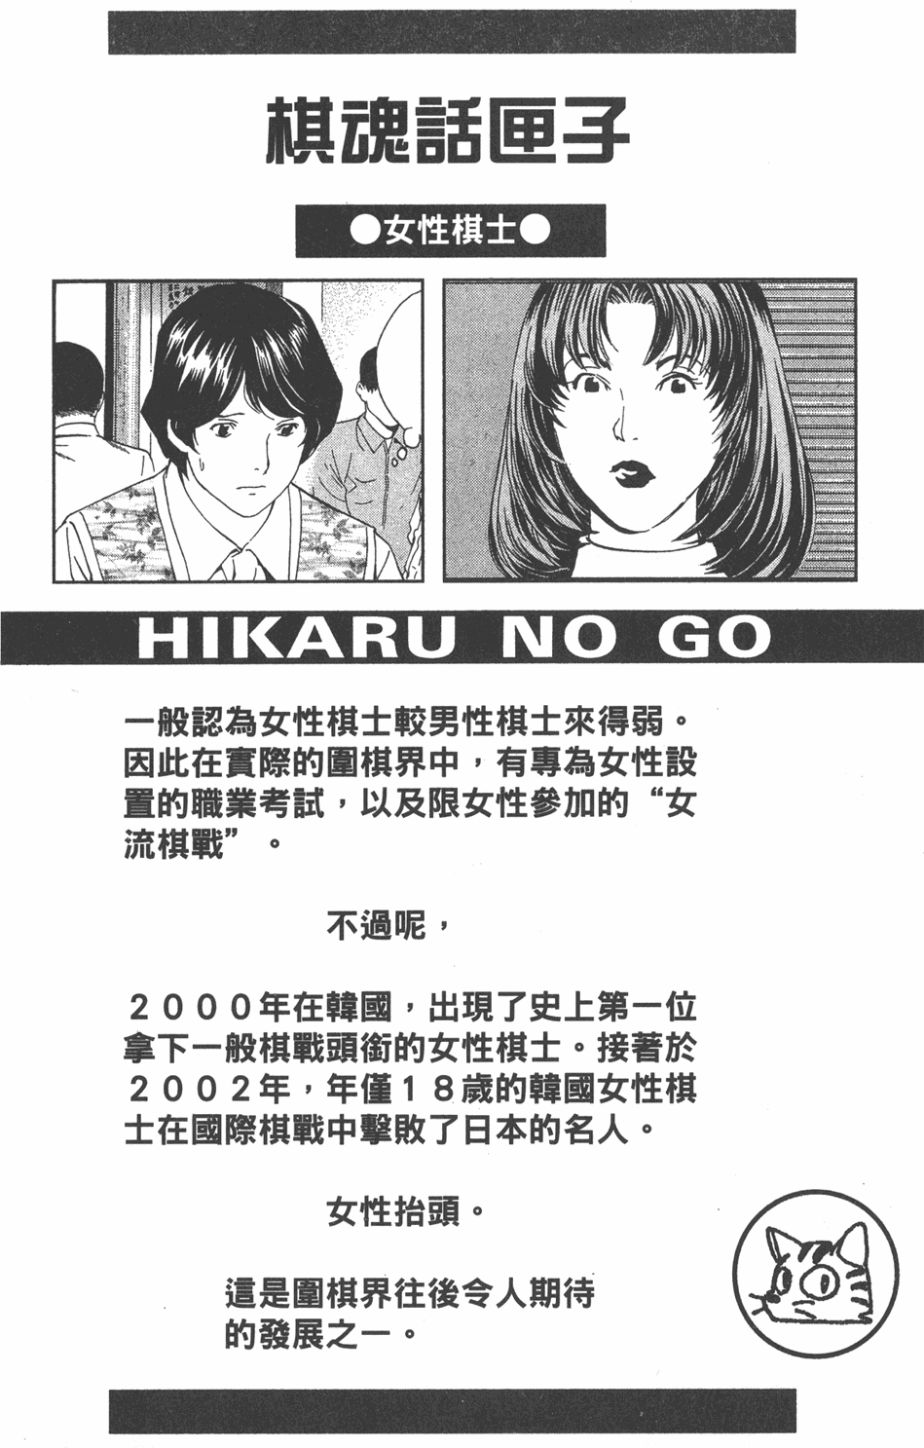 棋魂話匣子
●女性棋士●
HIKARU NO GO
一般認為女性棋士較男性棋士來得弱。
因此在實際的圍棋界中，有專為女性設
置的職業考試，以及限女性參加的“女
流棋戰”。
不過呢，
２０００年在韓國，出現了史上第一位
拿下一般棋戰頭銜的女性棋士。接著於
２００２年，年僅１８歲的韓國女性棋
士在國際棋戰中擊敗了日本的名人。
女性抬頭。
這是圍棋界往後令人期待
的發展之一。